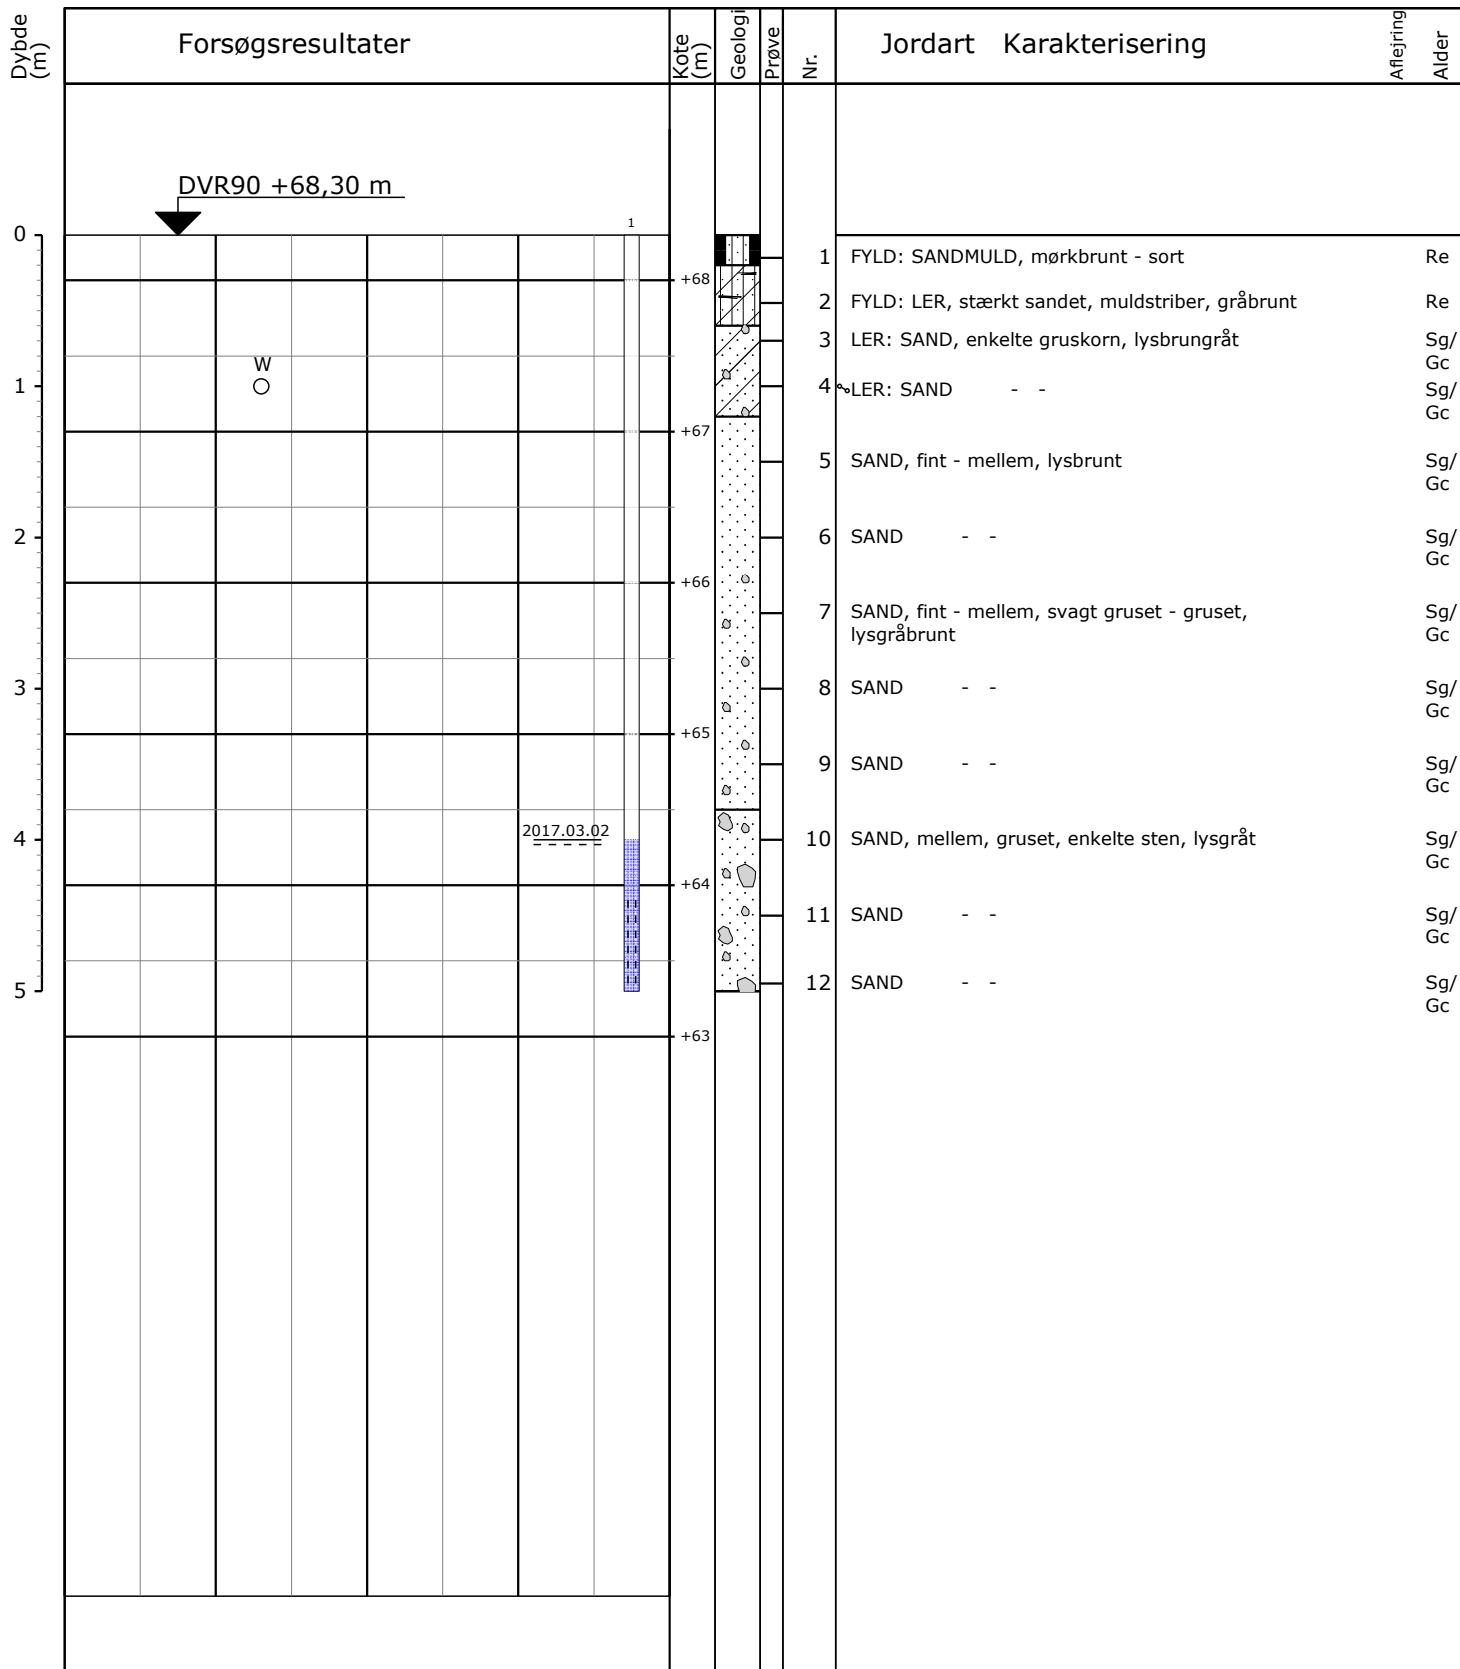 Dybde (m)
Forsøgsresultater
Kote (m)
Geologi
Prøve
Nr.
Jordart Karakterisering
Aflejring
Alder
DVR90 +68,30 m
1
0
1 FYLD: SANDMULD, mørkbrunt - sort Re
+68
2 FYLD: LER, stærkt sandet, muldstriber, gråbrunt Re
3 LER: SAND, enkelte gruskorn, lysbrungråt Sg/
Gc
W
1
4 LER: SAND - - Sg/
Gc
+67
5 SAND, fint - mellem, lysbrunt Sg/
Gc
2
6 SAND - - Sg/
Gc
+66
7 SAND, fint - mellem, svagt gruset - gruset, Sg/
lysgråbrunt Gc
3
8 SAND - - Sg/
Gc
+65
9 SAND - - Sg/
Gc
2017.03.02
4
10 SAND, mellem, gruset, enkelte sten, lysgråt Sg/
Gc
+64
11 SAND - - Sg/
Gc
5
12 SAND - - Sg/
Gc
+63